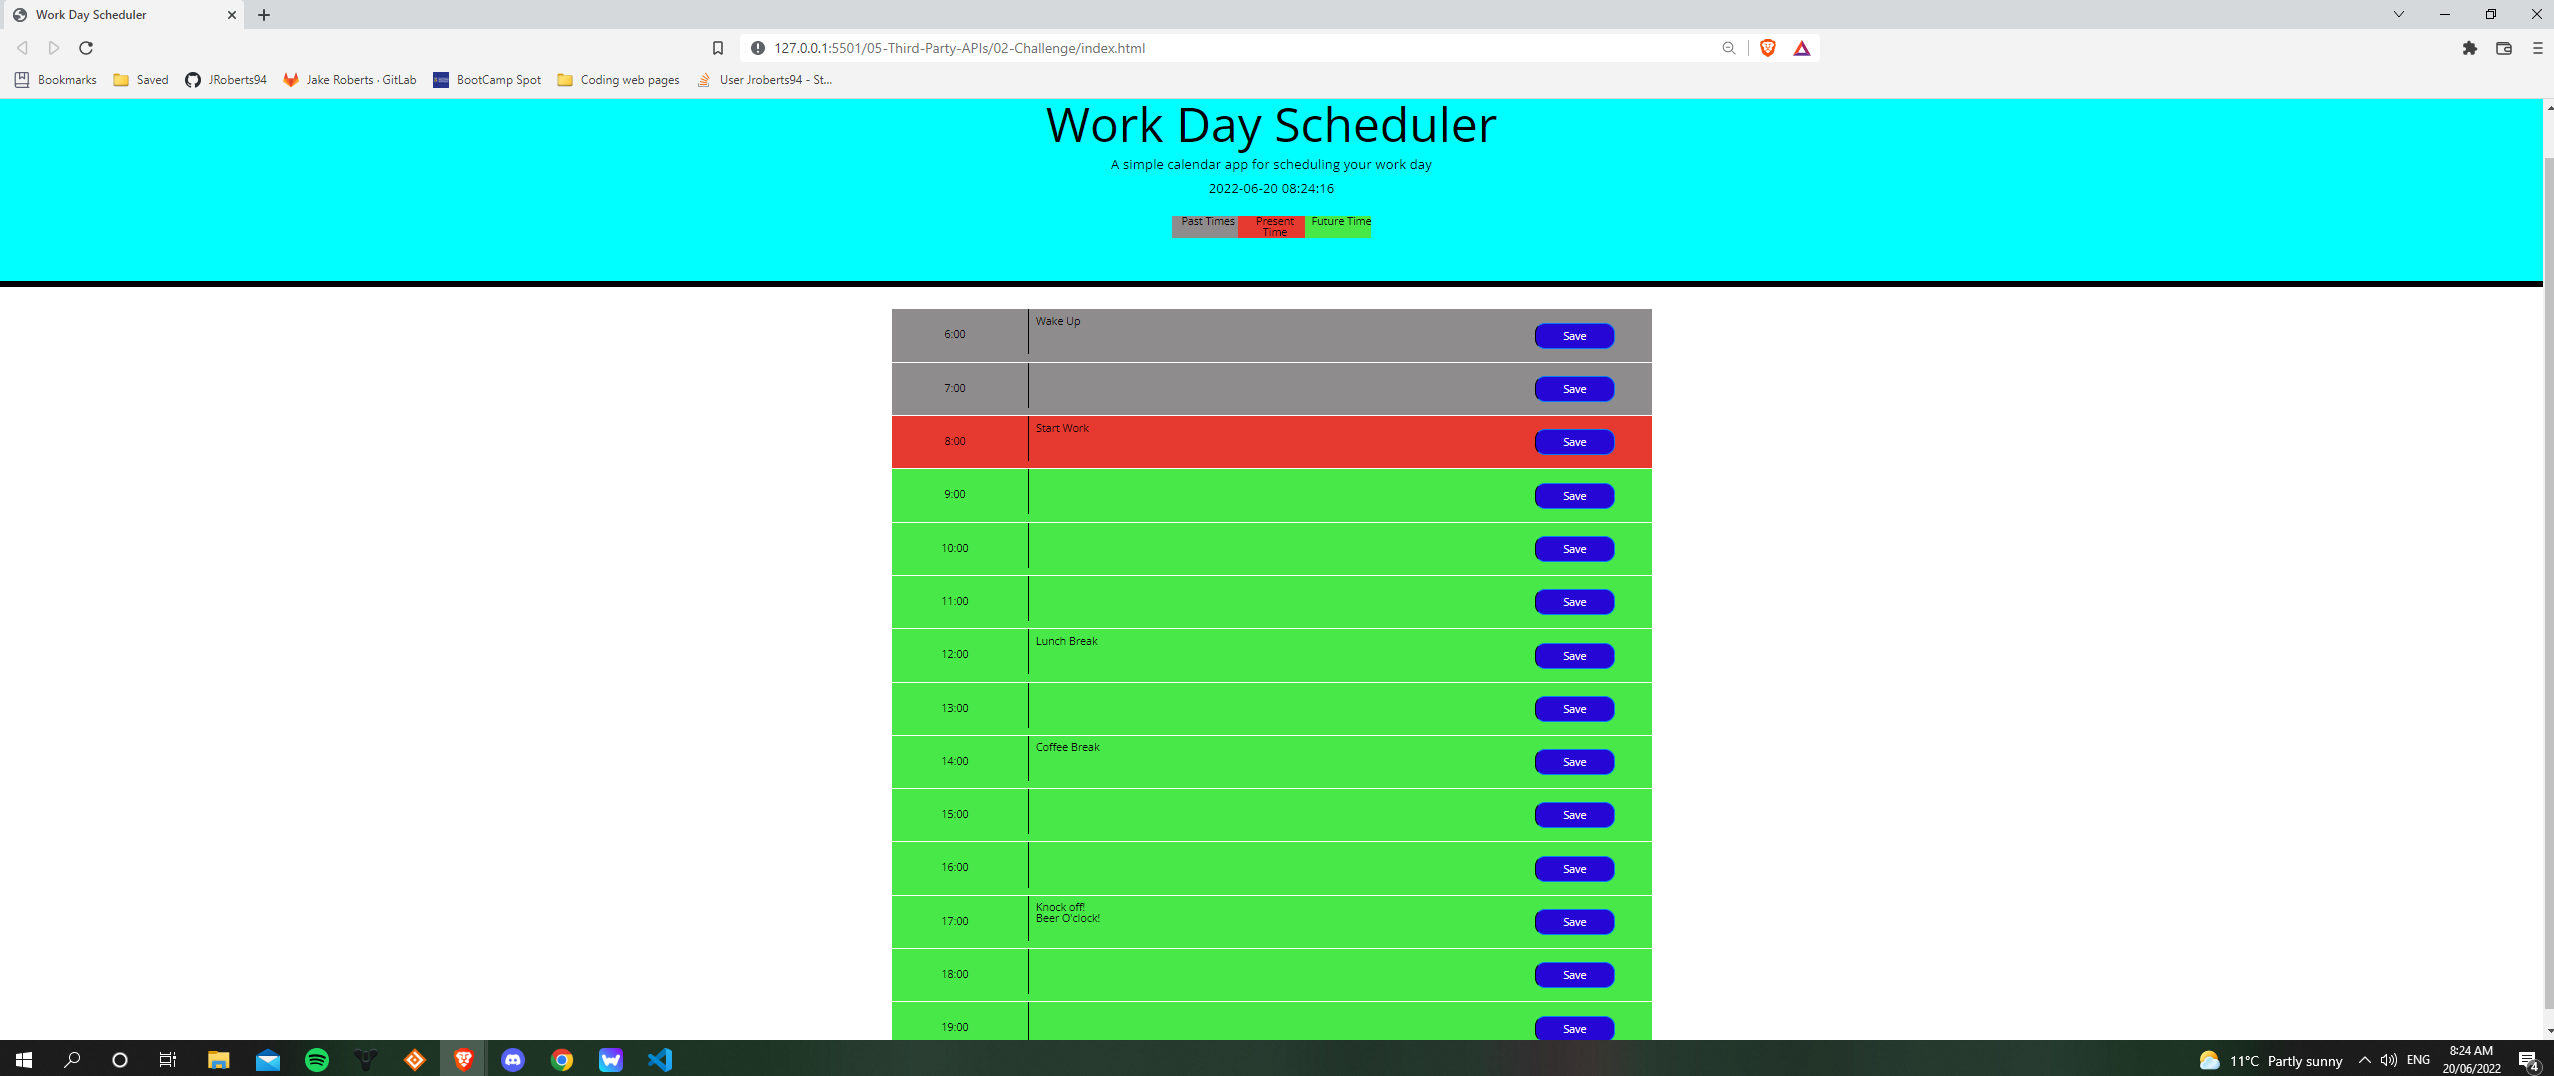 Work Day Scheduler
127.0.0.1:5501/05-Third-Party-APIs/02-Challenge/index.html
Bookmarks Saved JRoberts94 Jake Roberts · GitLab BootCamp Spot Coding web pages User Jroberts94 - St...
Work Day Scheduler
A simple calendar app for scheduling your work day
2022-06-20 08:24:16
Past Times Present Time Future Time
6:00 Wake Up Save
7:00 Save
8:00 Start Work Save
9:00 Save
10:00 Save
11:00 Save
12:00 Lunch Break Save
13:00 Save
14:00 Coffee Break Save
15:00 Save
16:00 Save
17:00 Knock off! Save
Beer O'clock!
18:00 Save
19:00 Save
11°C Partly sunny ENG 8:24 AM
20/06/2022 4